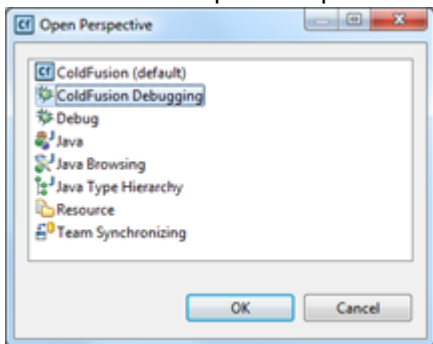 Open Perspective
ColdFusion (default)
ColdFusion Debugging
Debug
Java
Java Browsing
Java Type Hierarchy
Resource
Team Synchronizing
OK Cancel